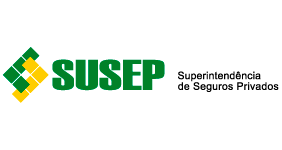 SUSEP
Superintendência
de Seguros Privados